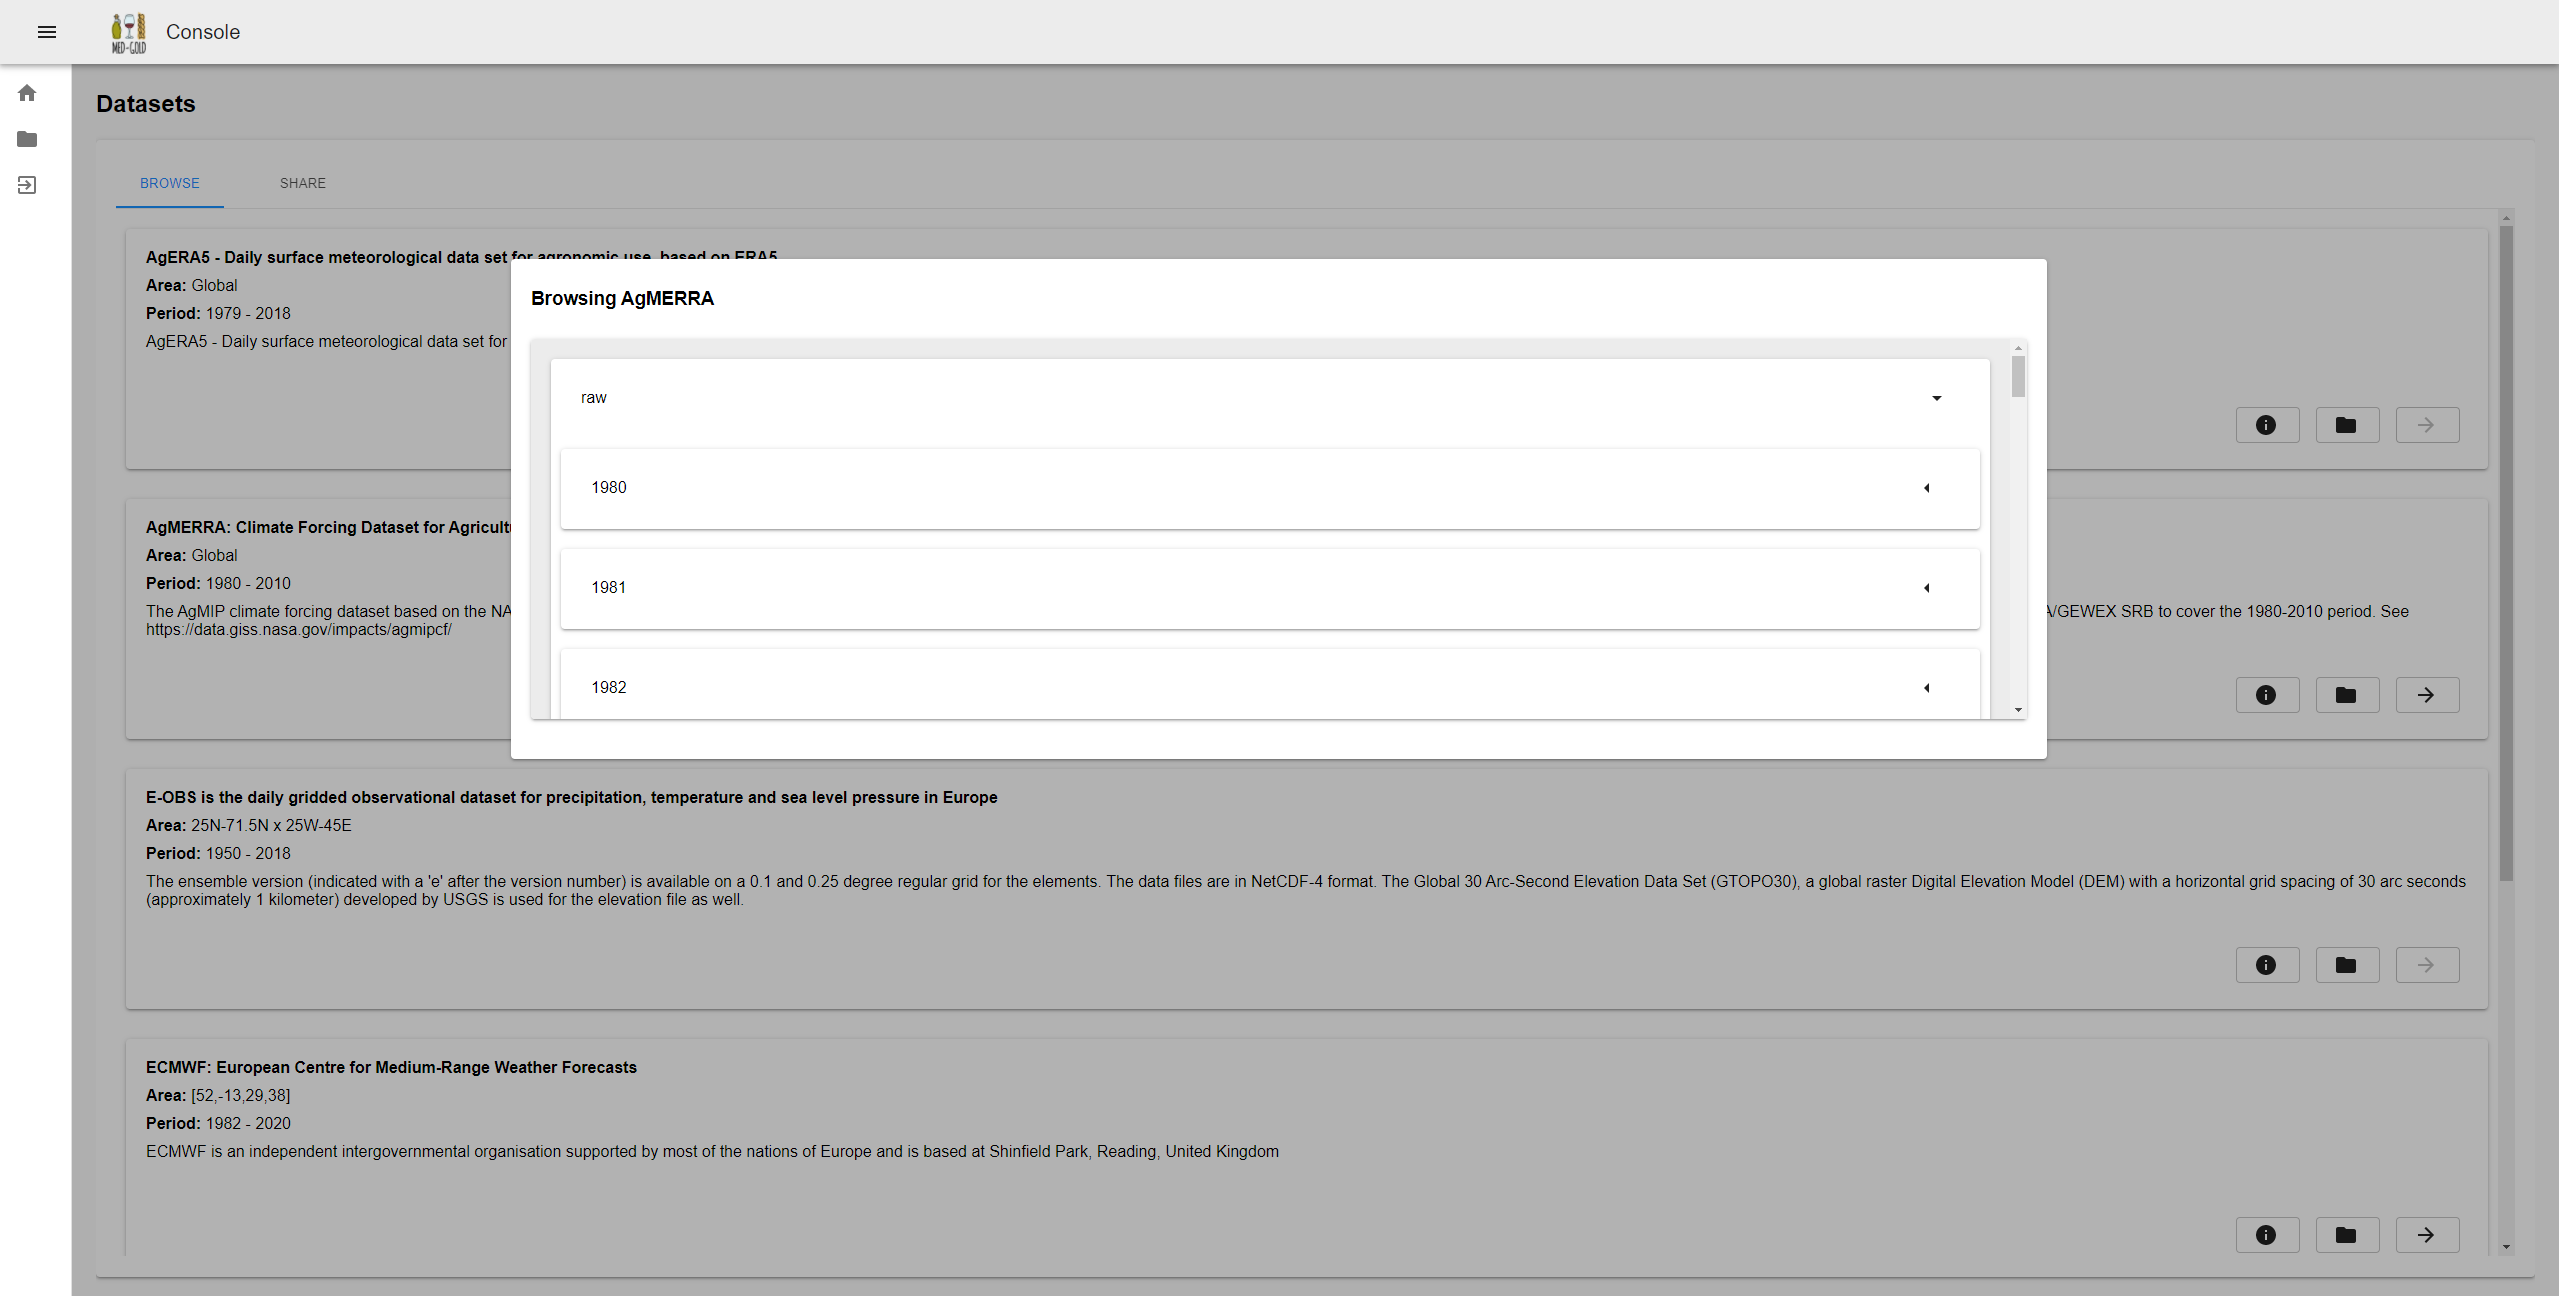 MED-GOLD
Console
Datasets
BROWSE
SHARE
AgERA5 - Daily surface meteorological data set for agronomic use, based on ERA5
Area: Global
Period: 1979 - 2018
AgERA5 - Daily surface meteorological data set for
Browsing AgMERRA
raw
1980
1981
1982
AgMERRA: Climate Forcing Dataset for Agricult
Area: Global
Period: 1980 - 2010
The AgMIP climate forcing dataset based on the NA
/GEWEX SRB to cover the 1980-2010 period. See
https://data.giss.nasa.gov/impacts/agmipcf/
E-OBS is the daily gridded observational dataset for precipitation, temperature and sea level pressure in Europe
Area: 25N-71.5N x 25W-45E
Period: 1950 - 2018
The ensemble version (indicated with a 'e' after the version number) is available on a 0.1 and 0.25 degree regular grid for the elements. The data files are in NetCDF-4 format. The Global 30 Arc-Second Elevation Data Set (GTOPO30), a global raster Digital Elevation Model (DEM) with a horizontal grid spacing of 30 arc seconds
(approximately 1 kilometer) developed by USGS is used for the elevation file as well.
ECMWF: European Centre for Medium-Range Weather Forecasts
Area: [52,-13,29,38]
Period: 1982 - 2020
ECMWF is an independent intergovernmental organisation supported by most of the nations of Europe and is based at Shinfield Park, Reading, United Kingdom